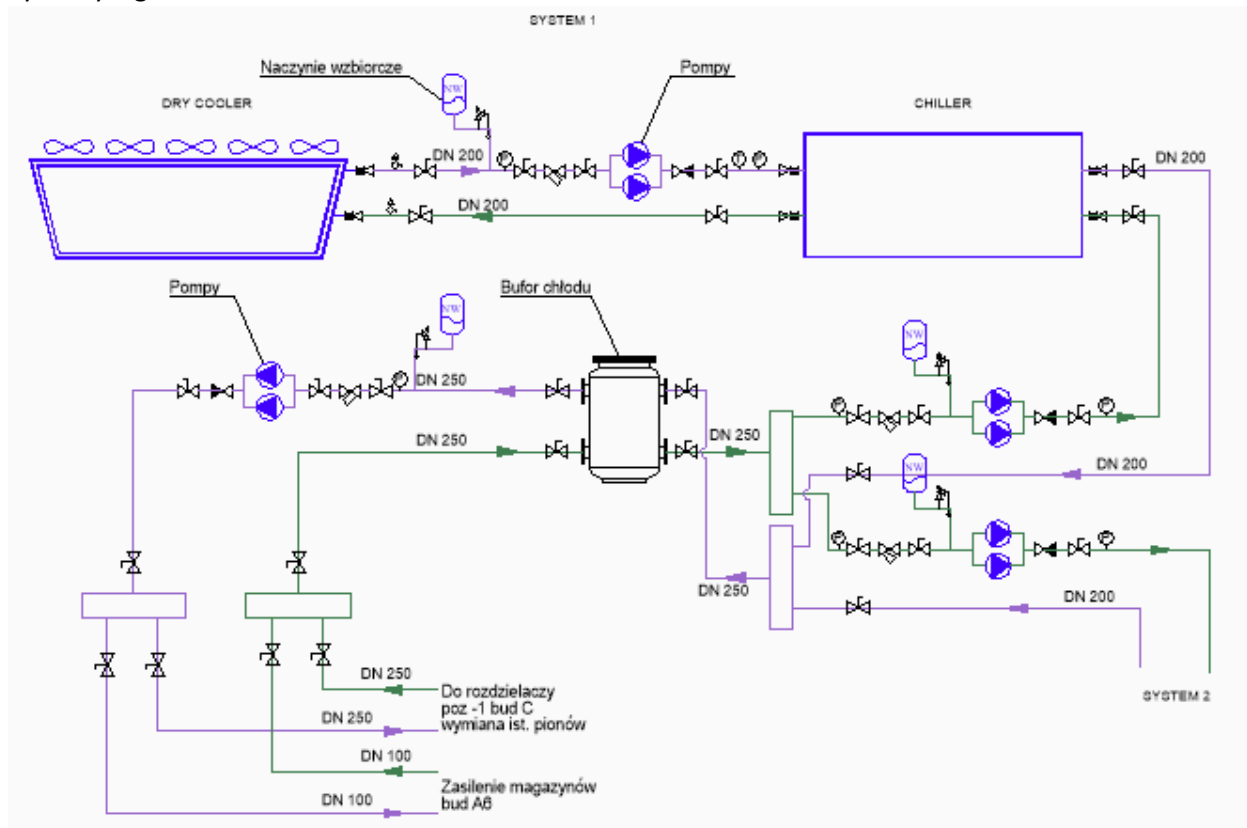 SYSTEM 1
Naczynie wzbiorcze
Pompy
DRY COOLER
CHILLER
NW
DN 200
DN 200
DN 200
P
T
P
Pompy
Bufor chłodu
NW
NW
DN 250
P
P
P
DN 250
DN 250
NW
DN 200
P
P
DN 250
DN 200
DN 250
Do rozdzielaczy
poz -1 bud C
DN 250
wymiana ist. pionów
SYSTEM 2
DN 100
Zasilenie magazynów
DN 100
bud A6